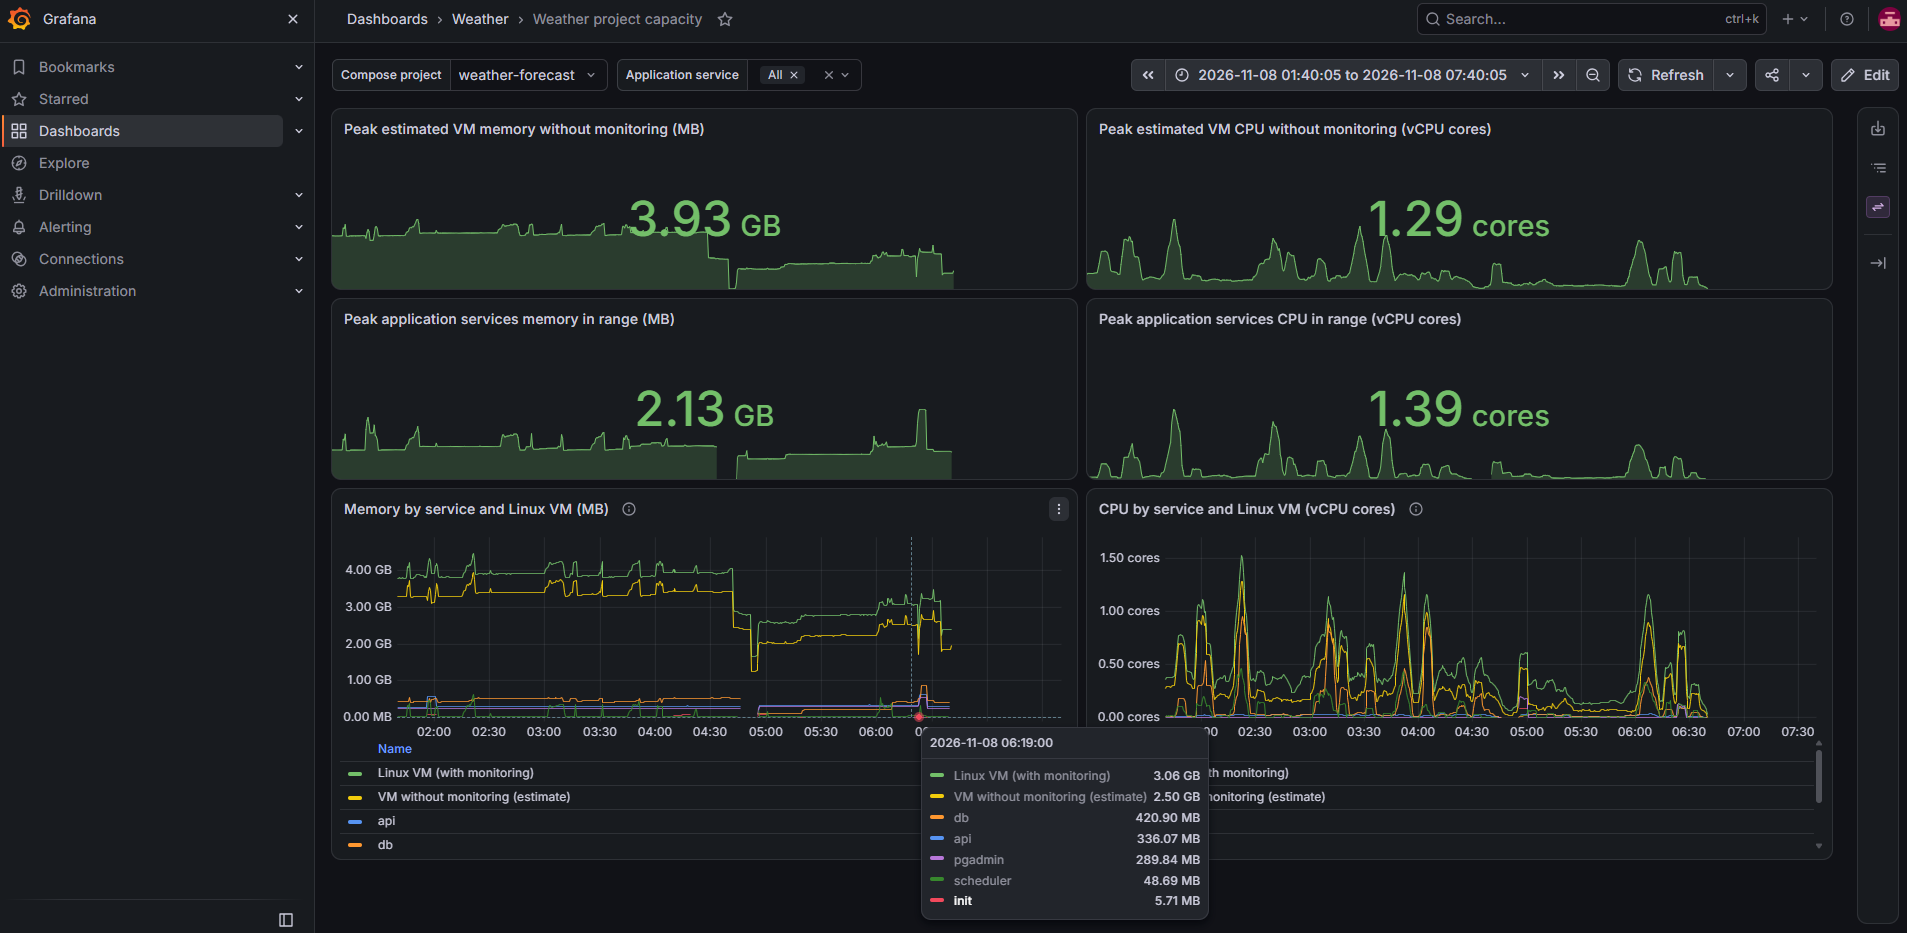 Grafana
Dashboards › Weather › Weather project capacity
Search... ctrl+k
Bookmarks
Starred
Dashboards
Explore
Drilldown
Alerting
Connections
Administration
Compose project weather-forecast Application service All
2026-11-08 01:40:05 to 2026-11-08 07:40:05 Refresh Edit
Peak estimated VM memory without monitoring (MB)
3.93 GB
Peak estimated VM CPU without monitoring (vCPU cores)
1.29 cores
Peak application services memory in range (MB)
2.13 GB
Peak application services CPU in range (vCPU cores)
1.39 cores
Memory by service and Linux VM (MB)
4.00 GB
3.00 GB
2.00 GB
1.00 GB
0.00 MB
02:00 02:30 03:00 03:30 04:00 04:30 05:00 05:30 06:00
Name
Linux VM (with monitoring)
VM without monitoring (estimate)
api
db
CPU by service and Linux VM (vCPU cores)
1.50 cores
1.00 cores
0.50 cores
0.00 cores
02:30 03:00 03:30 04:00 04:30 05:00 05:30 06:00 06:30 07:00 07:30
th monitoring)
onitoring (estimate)
2026-11-08 06:19:00
Linux VM (with monitoring) 3.06 GB
VM without monitoring (estimate) 2.50 GB
db 420.90 MB
api 336.07 MB
pgadmin 289.84 MB
scheduler 48.69 MB
init 5.71 MB